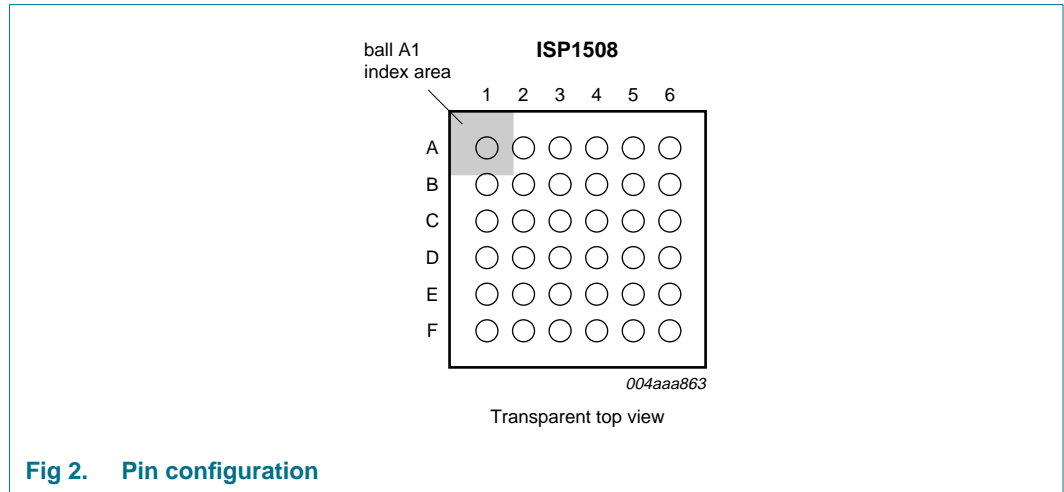 ball A1
index area
ISP1508
1 2 3 4 5 6
A
B
C
D
E
F
004aaa863
Transparent top view
Fig 2. Pin configuration